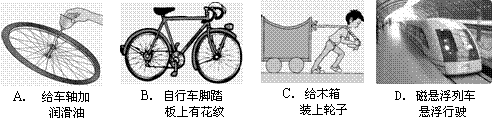 A. 给车轴加
润滑油
B. 自行车脚踏
板上有花纹
C. 给木箱
装上轮子
D. 磁悬浮列车
悬浮行驶